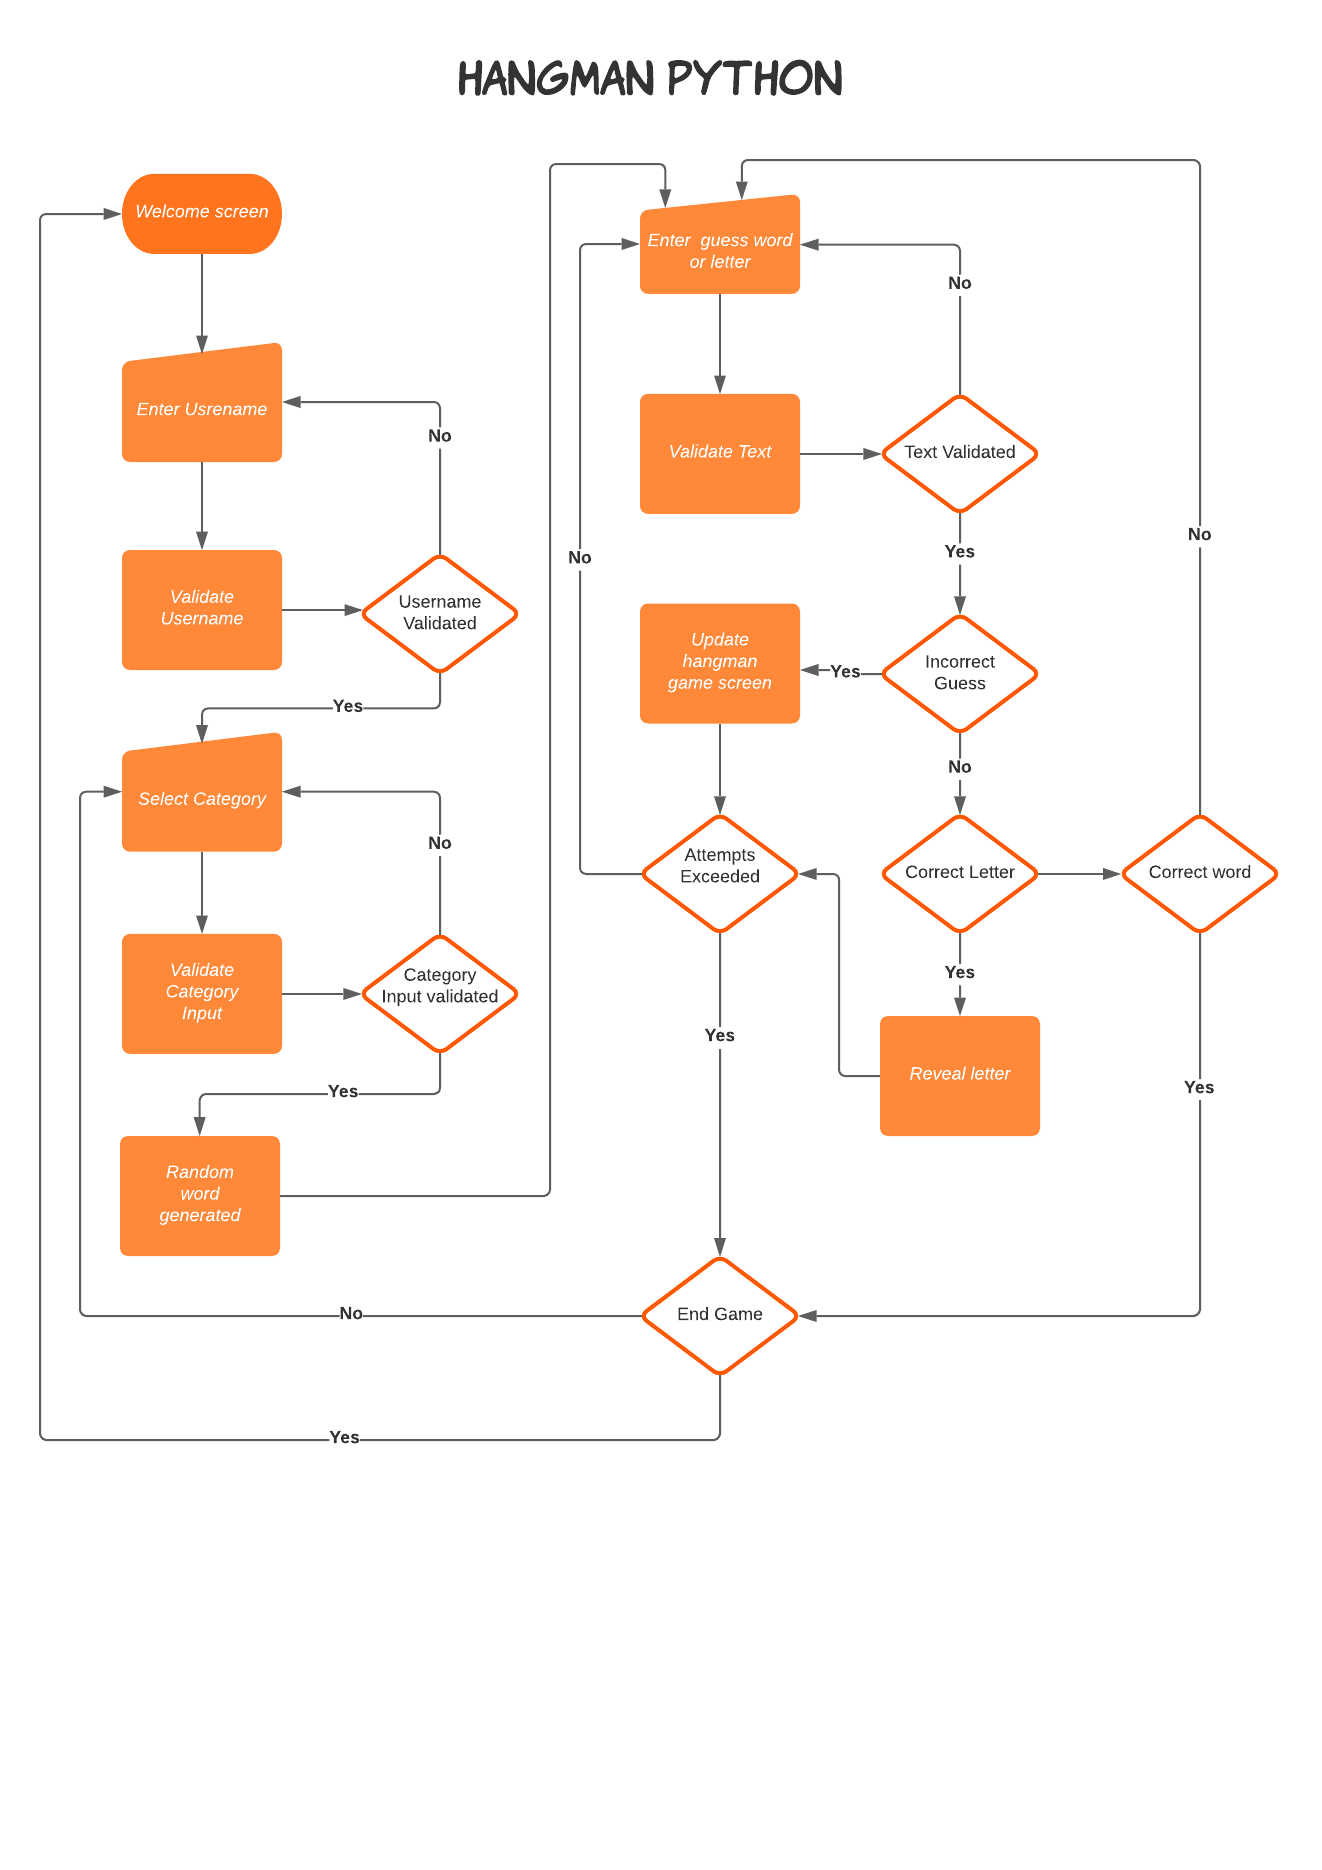 HANGMAN PYTHON
Welcome screen
Enter Usrename
No
Validate
Username
Username
Validated
Yes
Select Category
No
Validate
Category
Input
Category
Input validated
Yes
Random
word
generated
Enter  guess word
or letter
No
Validate Text
Text Validated
Yes
No
No
Update
hangman
game screen
Yes
Incorrect
Guess
No
Attempts
Exceeded
Correct Letter
Correct word
Yes
Yes
Reveal letter
Yes
End Game
No
Yes